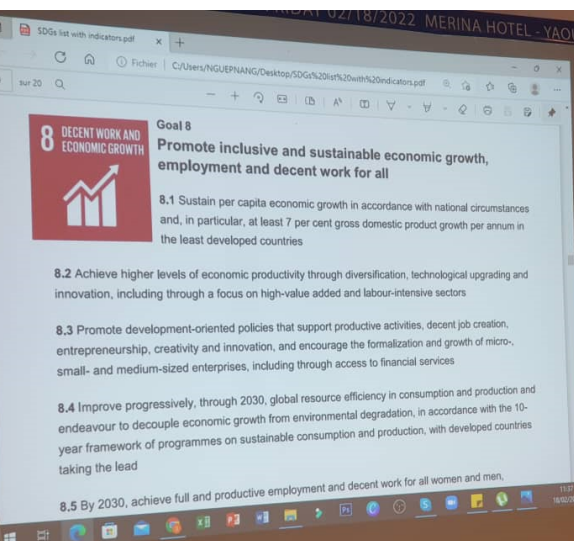 FRIDAY 02/18/2022 MERINA HOTEL - YAOU
SDGs list with indicators.pdf
Fichier C:/Users/NGUEPNANG/Desktop/SDGs%20list%20with%20indicators.pdf
sur 20
8 DECENT WORK AND
ECONOMIC GROWTH
Goal 8
Promote inclusive and sustainable economic growth,
employment and decent work for all
8.1 Sustain per capita economic growth in accordance with national circumstances
and, in particular, at least 7 per cent gross domestic product growth per annum in
the least developed countries
8.2 Achieve higher levels of economic productivity through diversification, technological upgrading and
innovation, including through a focus on high-value added and labour-intensive sectors
8.3 Promote development-oriented policies that support productive activities, decent job creation,
entrepreneurship, creativity and innovation, and encourage the formalization and growth of micro-,
small- and medium-sized enterprises, including through access to financial services
8.4 Improve progressively, through 2030, global resource efficiency in consumption and production and
endeavour to decouple economic growth from environmental degradation, in accordance with the 10-
year framework of programmes on sustainable consumption and production, with developed countries
taking the lead
8.5 By 2030, achieve full and productive employment and decent work for all women and men,
11:37